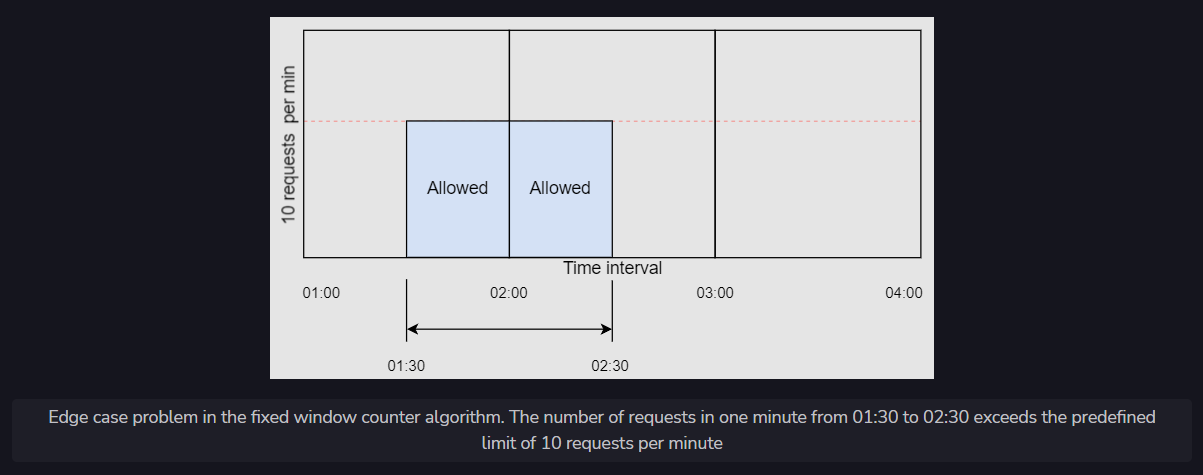 10 requests per min
Allowed
Allowed
Time interval
01:00
02:00
03:00
04:00
01:30
02:30
Edge case problem in the fixed window counter algorithm. The number of requests in one minute from 01:30 to 02:30 exceeds the predefined
limit of 10 requests per minute